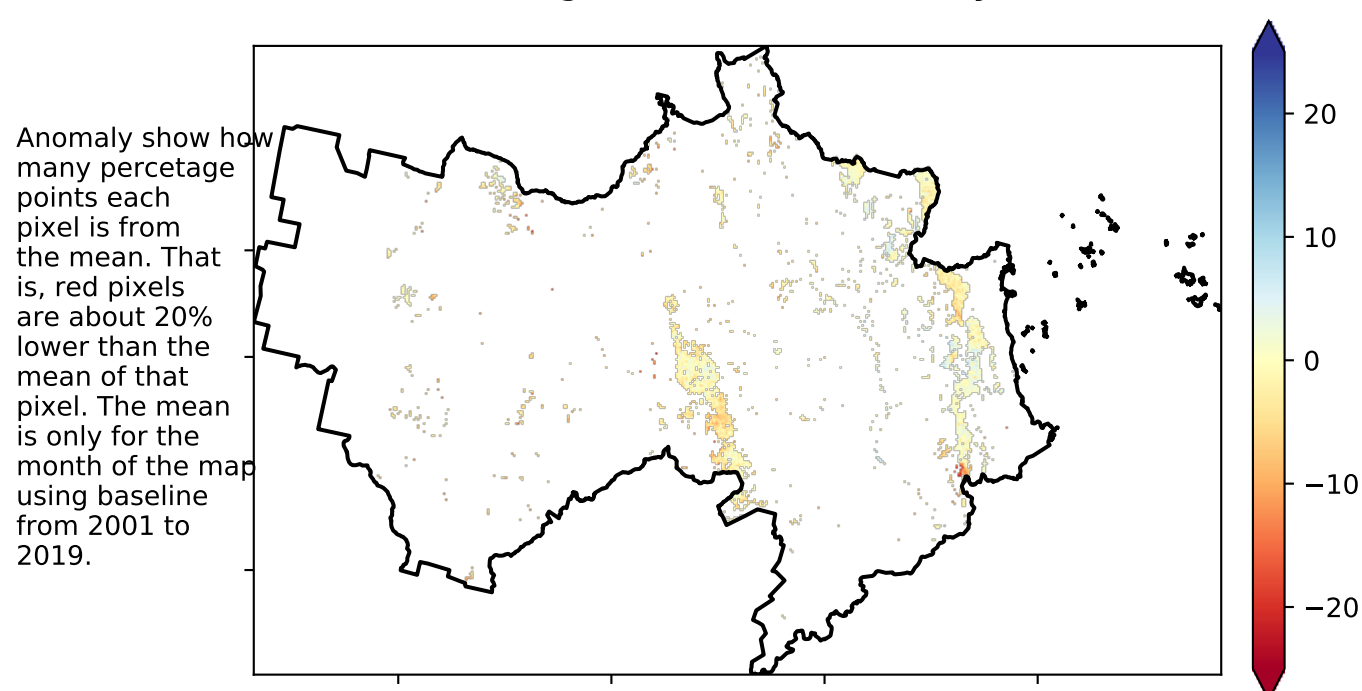 Anomaly show how
many percetage
points each
pixel is from
the mean. That
is, red pixels
are about 20%
lower than the
mean of that
pixel. The mean
is only for the
month of the map
using baseline
from 2001 to
2019.
20
10
0
−10
−20